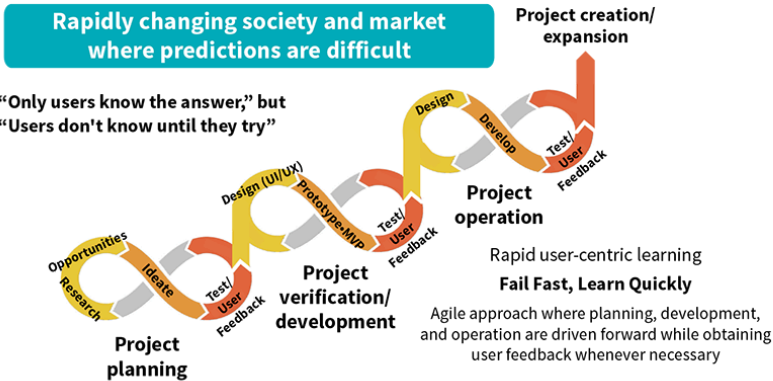 Rapidly changing society and market
where predictions are difficult
Project creation/
expansion
“Only users know the answer,” but
“Users don't know until they try”
Opportunities
Research
Ideate
Test/
User
Feedback
Project
planning
Design (UI/UX)
Prototype•MVP
Test/
User
Feedback
Project
verification/
development
Design
Develop
Test/
User
Feedback
Project
operation
Rapid user-centric learning
Fail Fast, Learn Quickly
Agile approach where planning, development,
and operation are driven forward while obtaining
user feedback whenever necessary